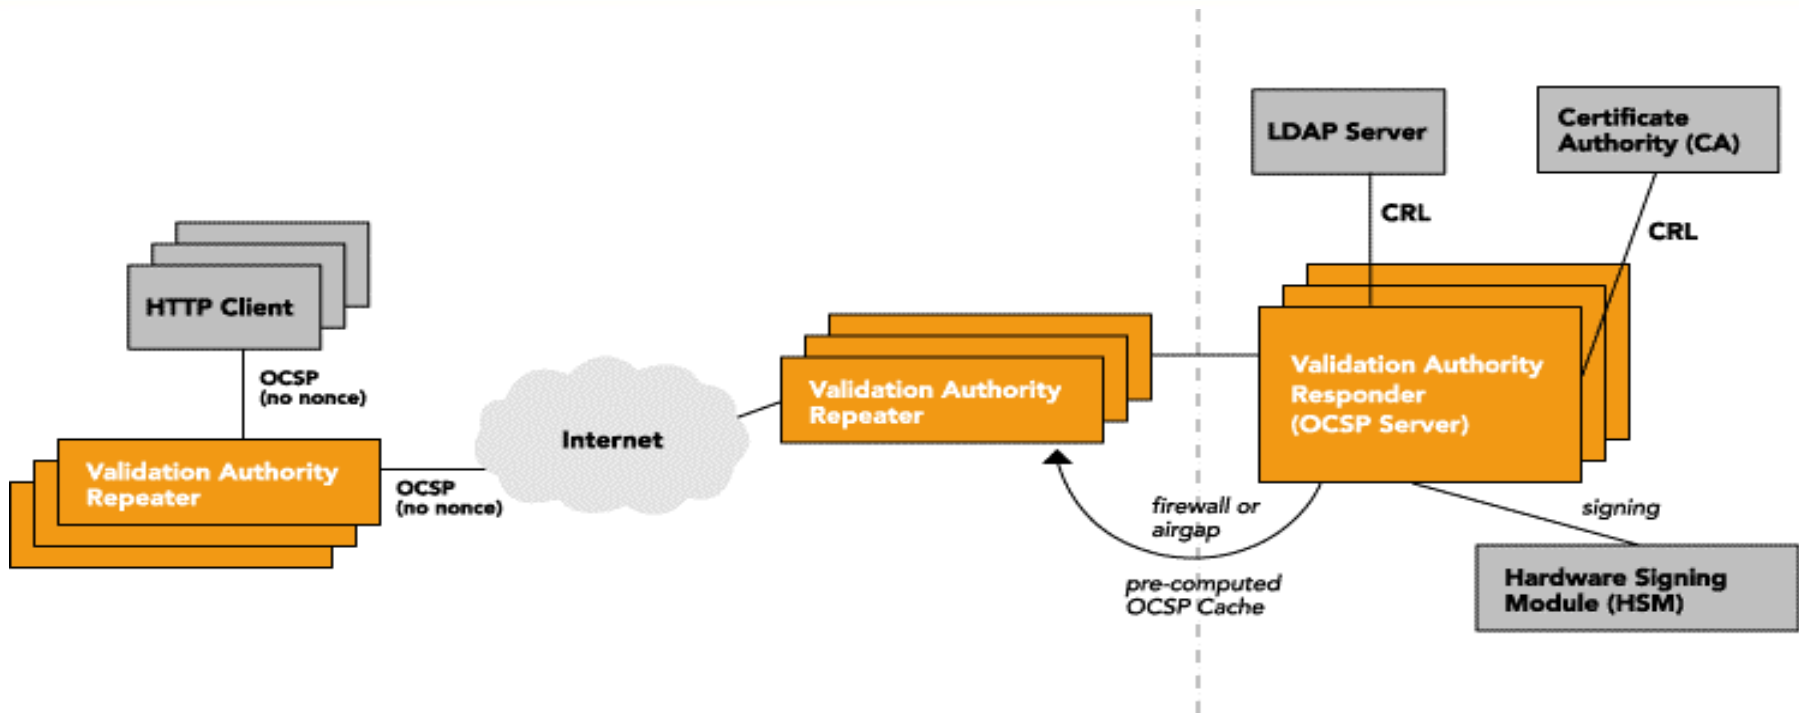 LDAP Server
Certificate
Authority (CA)
CRL
CRL
HTTP Client
OCSP
(no nonce)
Validation Authority
Repeater
OCSP
(no nonce)
Internet
Validation Authority
Repeater
Validation Authority
Responder
(OCSP Server)
firewall or
airgap
pre-computed
OCSP Cache
signing
Hardware Signing
Module (HSM)